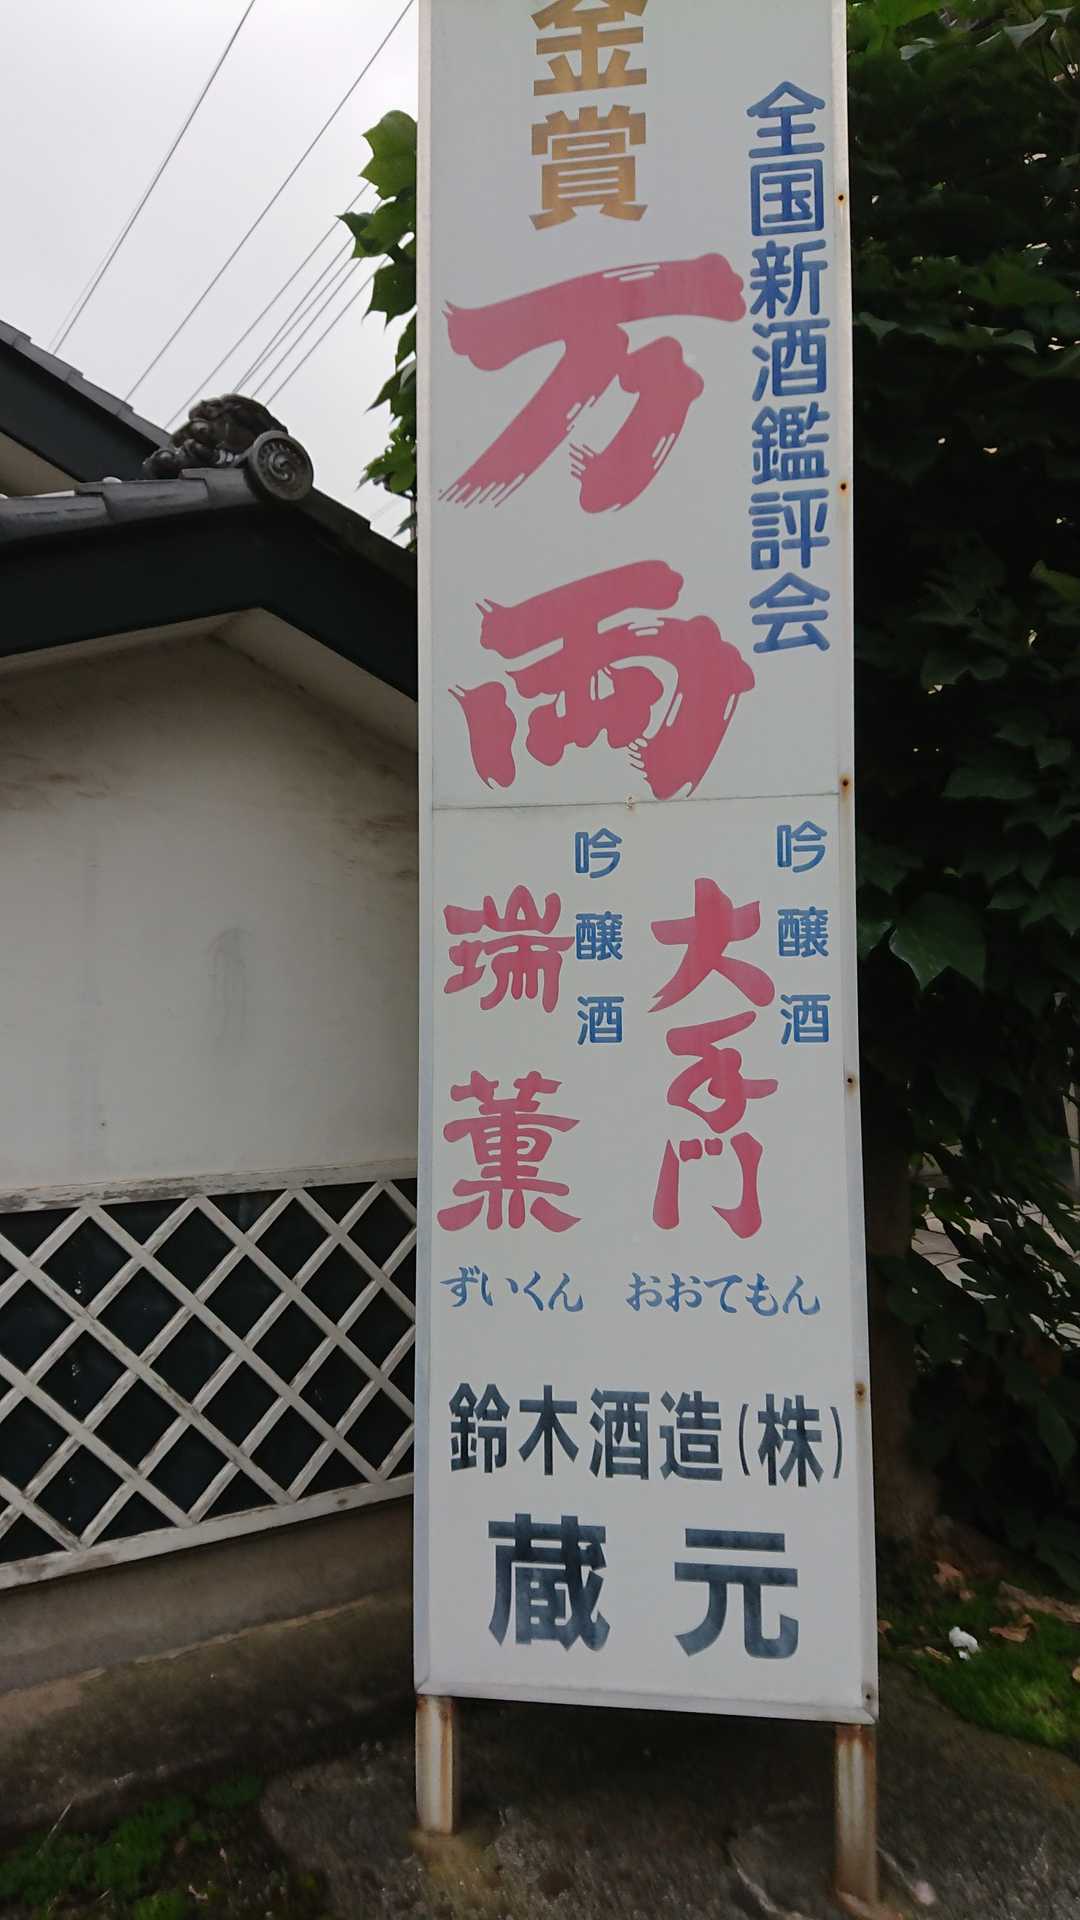 全国新酒鑑評会
金賞
万両
吟醸酒
大手門
おおてもん
吟醸酒
瑞薫
ずいくん
鈴木酒造(株)
蔵元